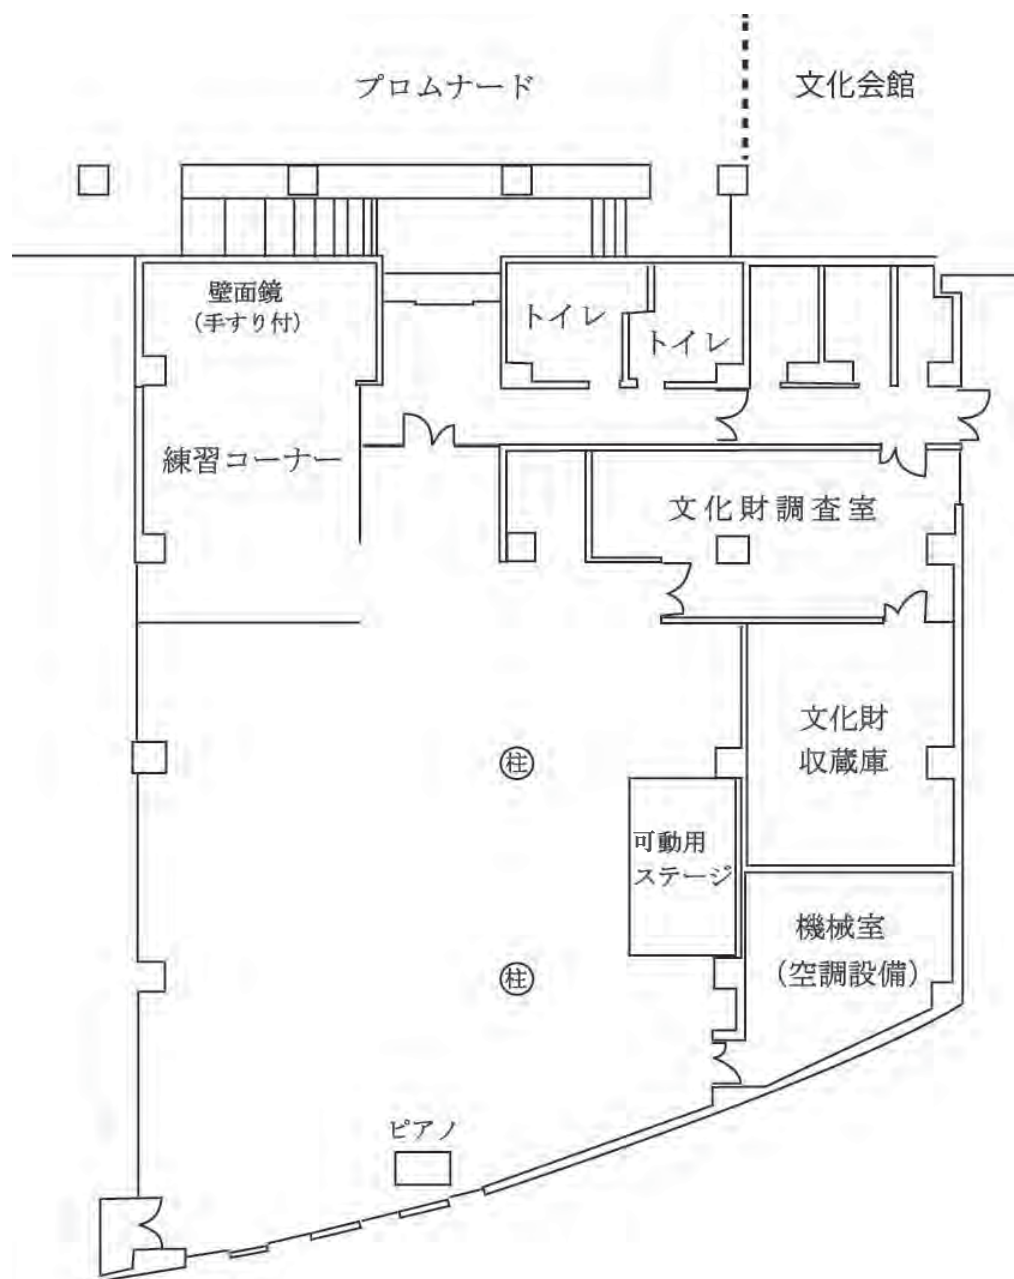 プロムナード
文化会館
壁面鏡
(手すり付)
トイレ
トイレ
練習コーナー
文化財調査室
文化財
収蔵庫
柱
可動用
ステージ
機械室
(空調設備)
柱
ピアノ